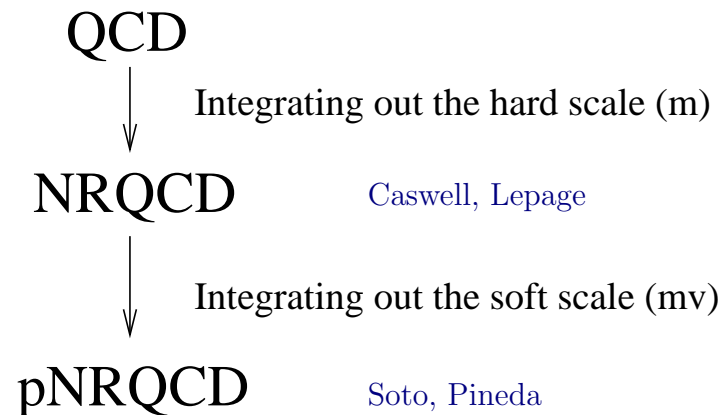 QCD
Integrating out the hard scale (m)
NRQCD
Caswell, Lepage
Integrating out the soft scale (mv)
pNRQCD
Soto, Pineda